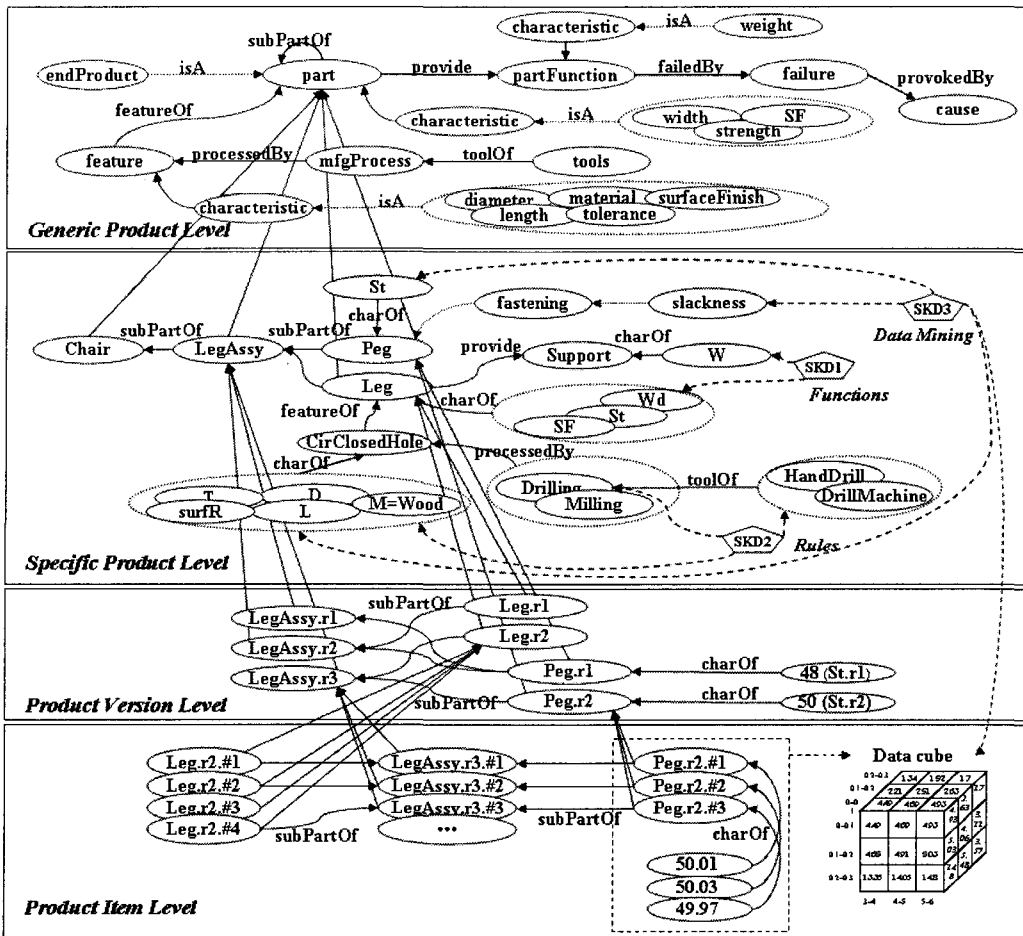 characteristic
isA
weight
subPartOf
endProduct
isA
part
provide
partFunction
failedBy
failure
provokedBy
cause
featureOf
characteristic
isA
width
SF
strength
feature
processedBy
mfgProcess
toolOf
tools
characteristic
isA
diameter
material
surfaceFinish
length
tolerance
Generic Product Level
St
charOf
fastening
slackness
SKD3
Data Mining
Chair
subPartOf
LegAssy
subPartOf
Peg
provide
Support
charOf
W
SKD1
Functions
Leg
charOf
Wd
St
SF
featureOf
CirClosedHole
processedBy
charOf
T
D
M=Wood
surfR
L
Drilling
Milling
toolOf
HandDrill
DrillMachine
SKD2
Rules
Specific Product Level
LegAssy.r1
subPartOf
Leg.r1
LegAssy.r2
Leg.r2
LegAssy.r3
Peg.r1
charOf
48 (St.r1)
subPartOf
Peg.r2
charOf
50 (St.r2)
Product Version Level
Leg.r2.#1
LegAssy.r3.#1
Peg.r2.#1
Data cube
Leg.r2.#2
LegAssy.r3.#2
Peg.r2.#2
Leg.r2.#3
LegAssy.r3.#3
Peg.r2.#3
Leg.r2.#4
subPartOf
•••
subPartOf
charOf
50.01
50.03
49.97
3-4 4-5 5-6
Product Item Level